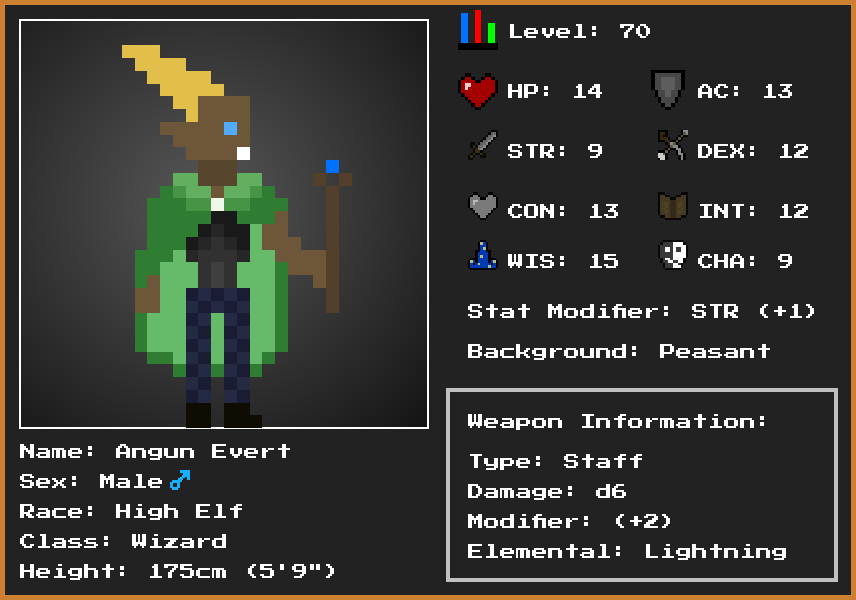 Level: 70
HP: 14 AC: 13
STR: 9 DEX: 12
CON: 13 INT: 12
WIS: 15 CHA: 9
Stat Modifier: STR (+1)
Background: Peasant
Weapon Information:
Type: Staff
Damage: d6
Modifier: (+2)
Elemental: Lightning
Name: Angun Evert
Sex: Male♂
Race: High Elf
Class: Wizard
Height: 175cm (5'9")